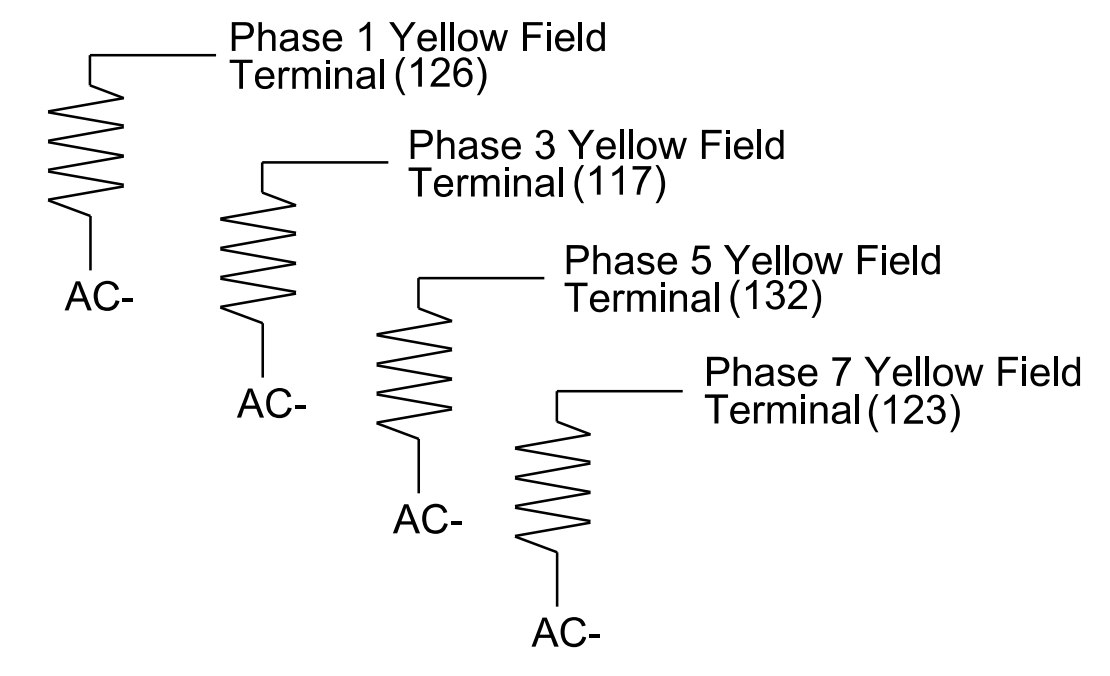 Phase 1 Yellow Field
Terminal (126)
AC-
Phase 3 Yellow Field
Terminal (117)
AC-
Phase 5 Yellow Field
Terminal (132)
AC-
Phase 7 Yellow Field
Terminal (123)
AC-